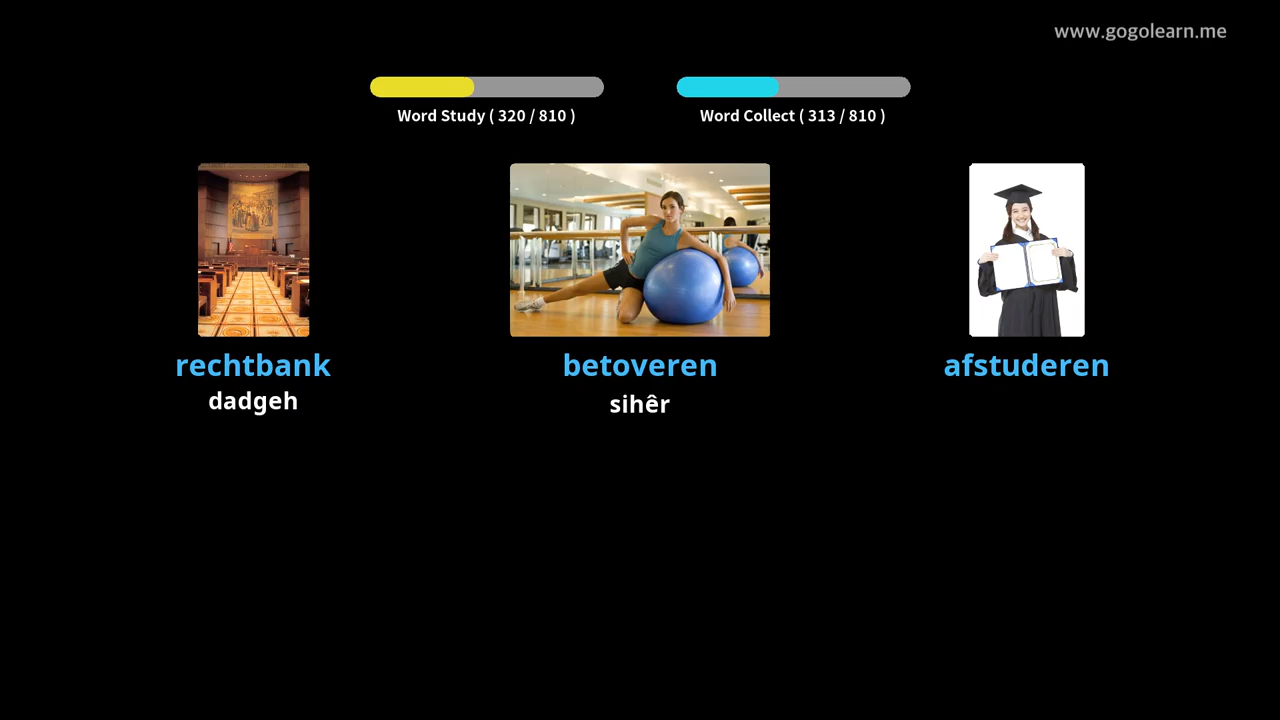 www.gogolearn.me
Word Study ( 320 / 810 )
Word Collect ( 313 / 810 )
rechtbank
dadgeh
betoveren
sihêr
afstuderen